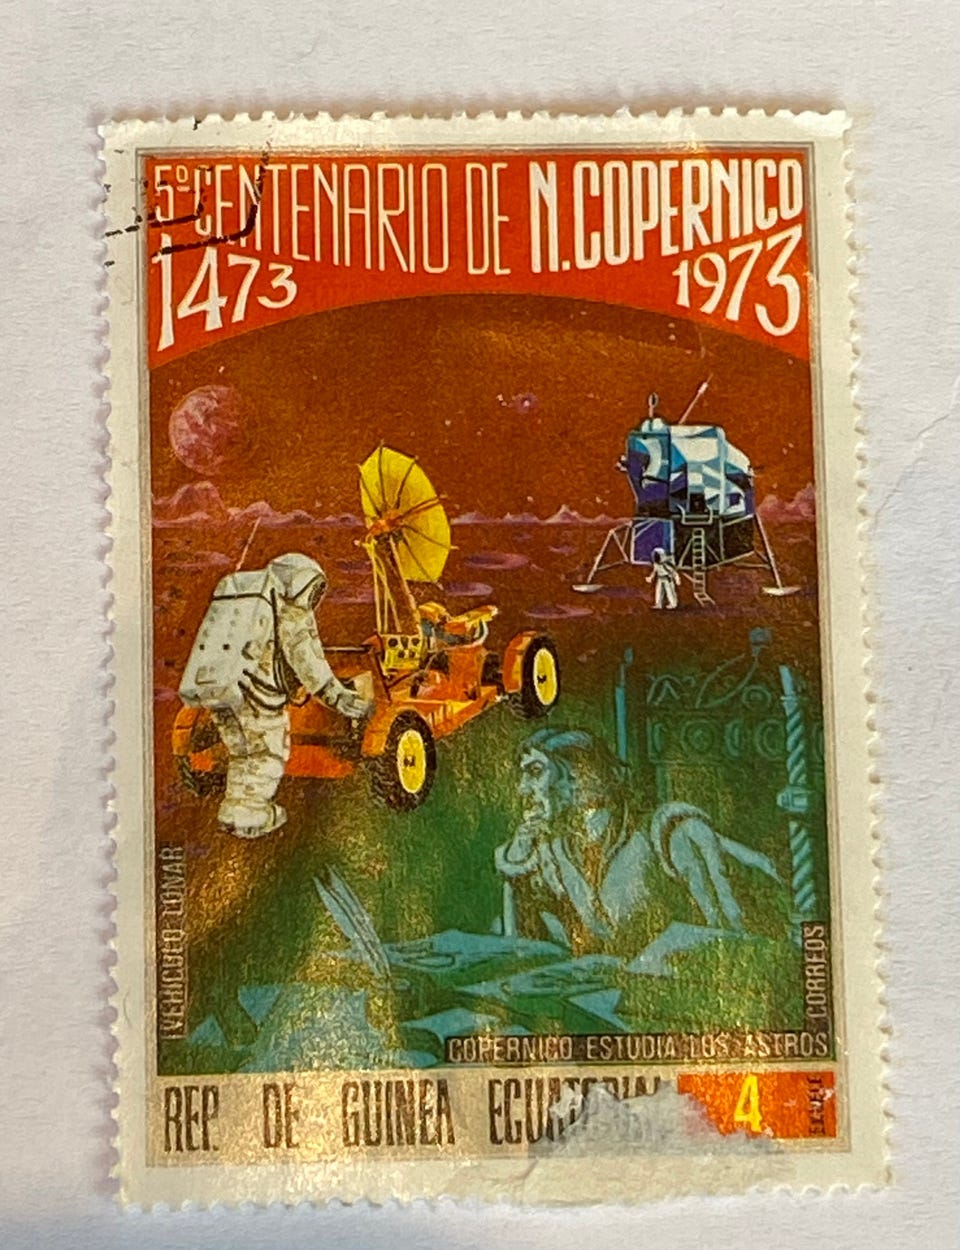 5º CENTENARIO DE N.COPERNICO
1473 1973
VEHICULO LUNAR
CORREOS
COPERNICO ESTUDIA LOS ASTROS
REP. DE GUINEA
4